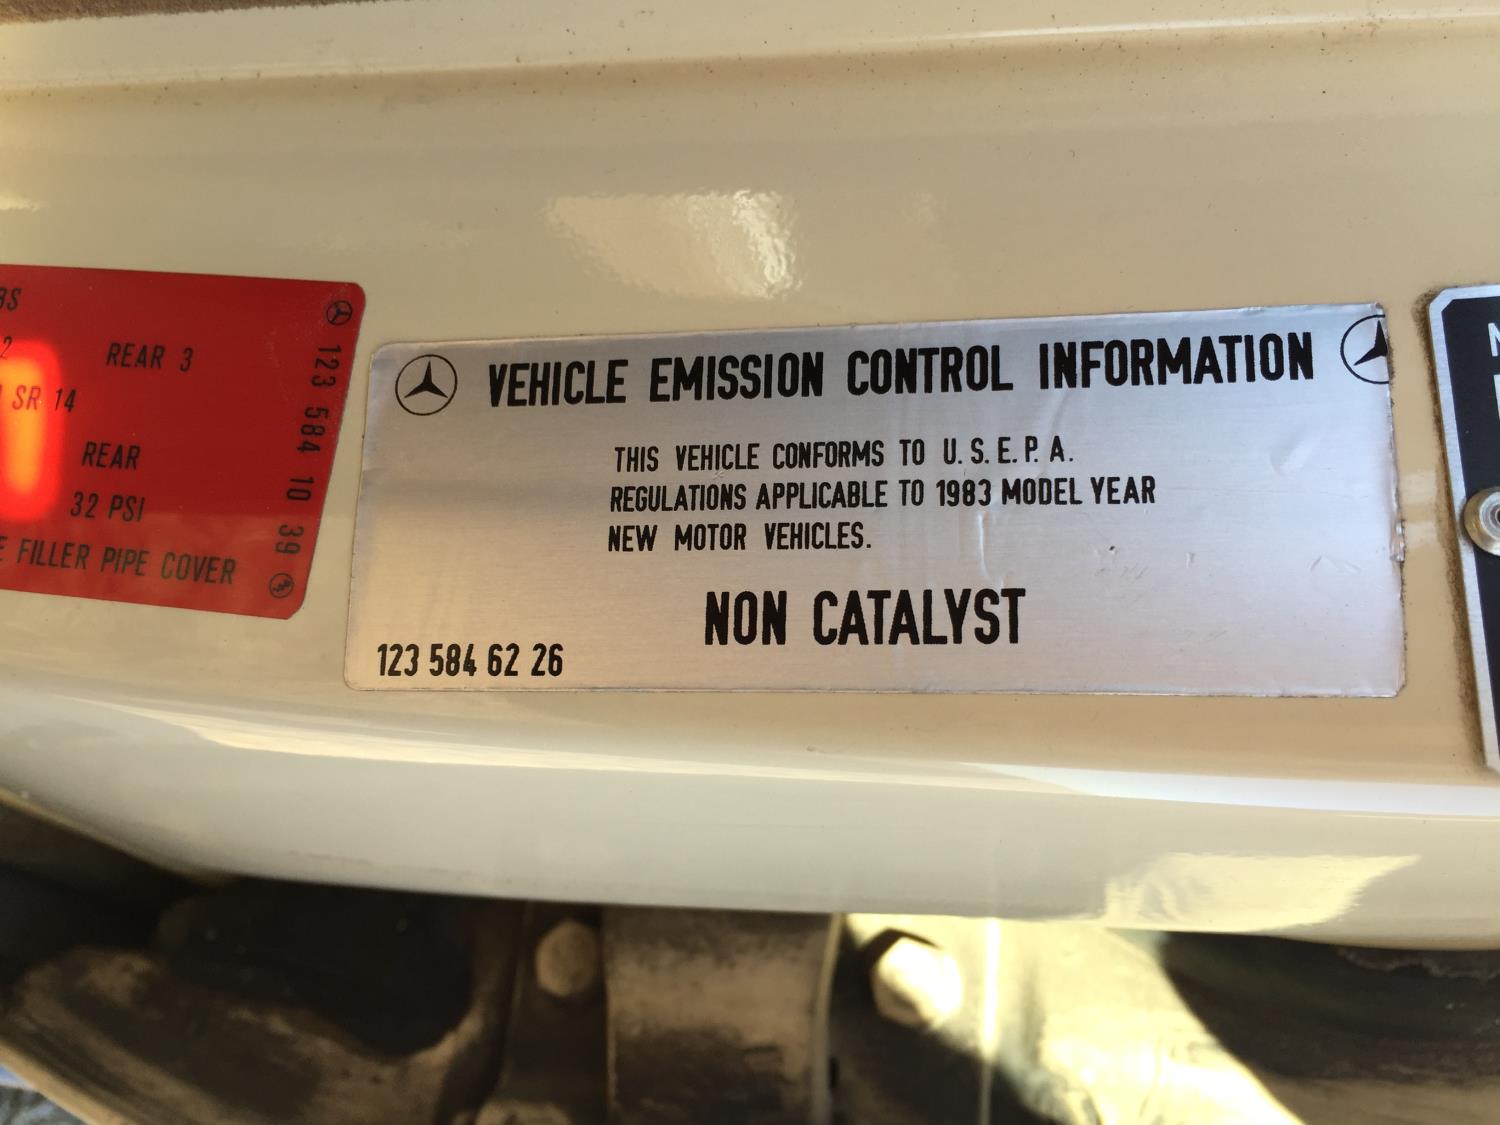 REAR 3
SR 14
REAR
32 PSI
FILLER PIPE COVER
123 584 10 39
VEHICLE EMISSION CONTROL INFORMATION
THIS VEHICLE CONFORMS TO U.S.E.P.A.
REGULATIONS APPLICABLE TO 1983 MODEL YEAR
NEW MOTOR VEHICLES.
NON CATALYST
123 584 62 26